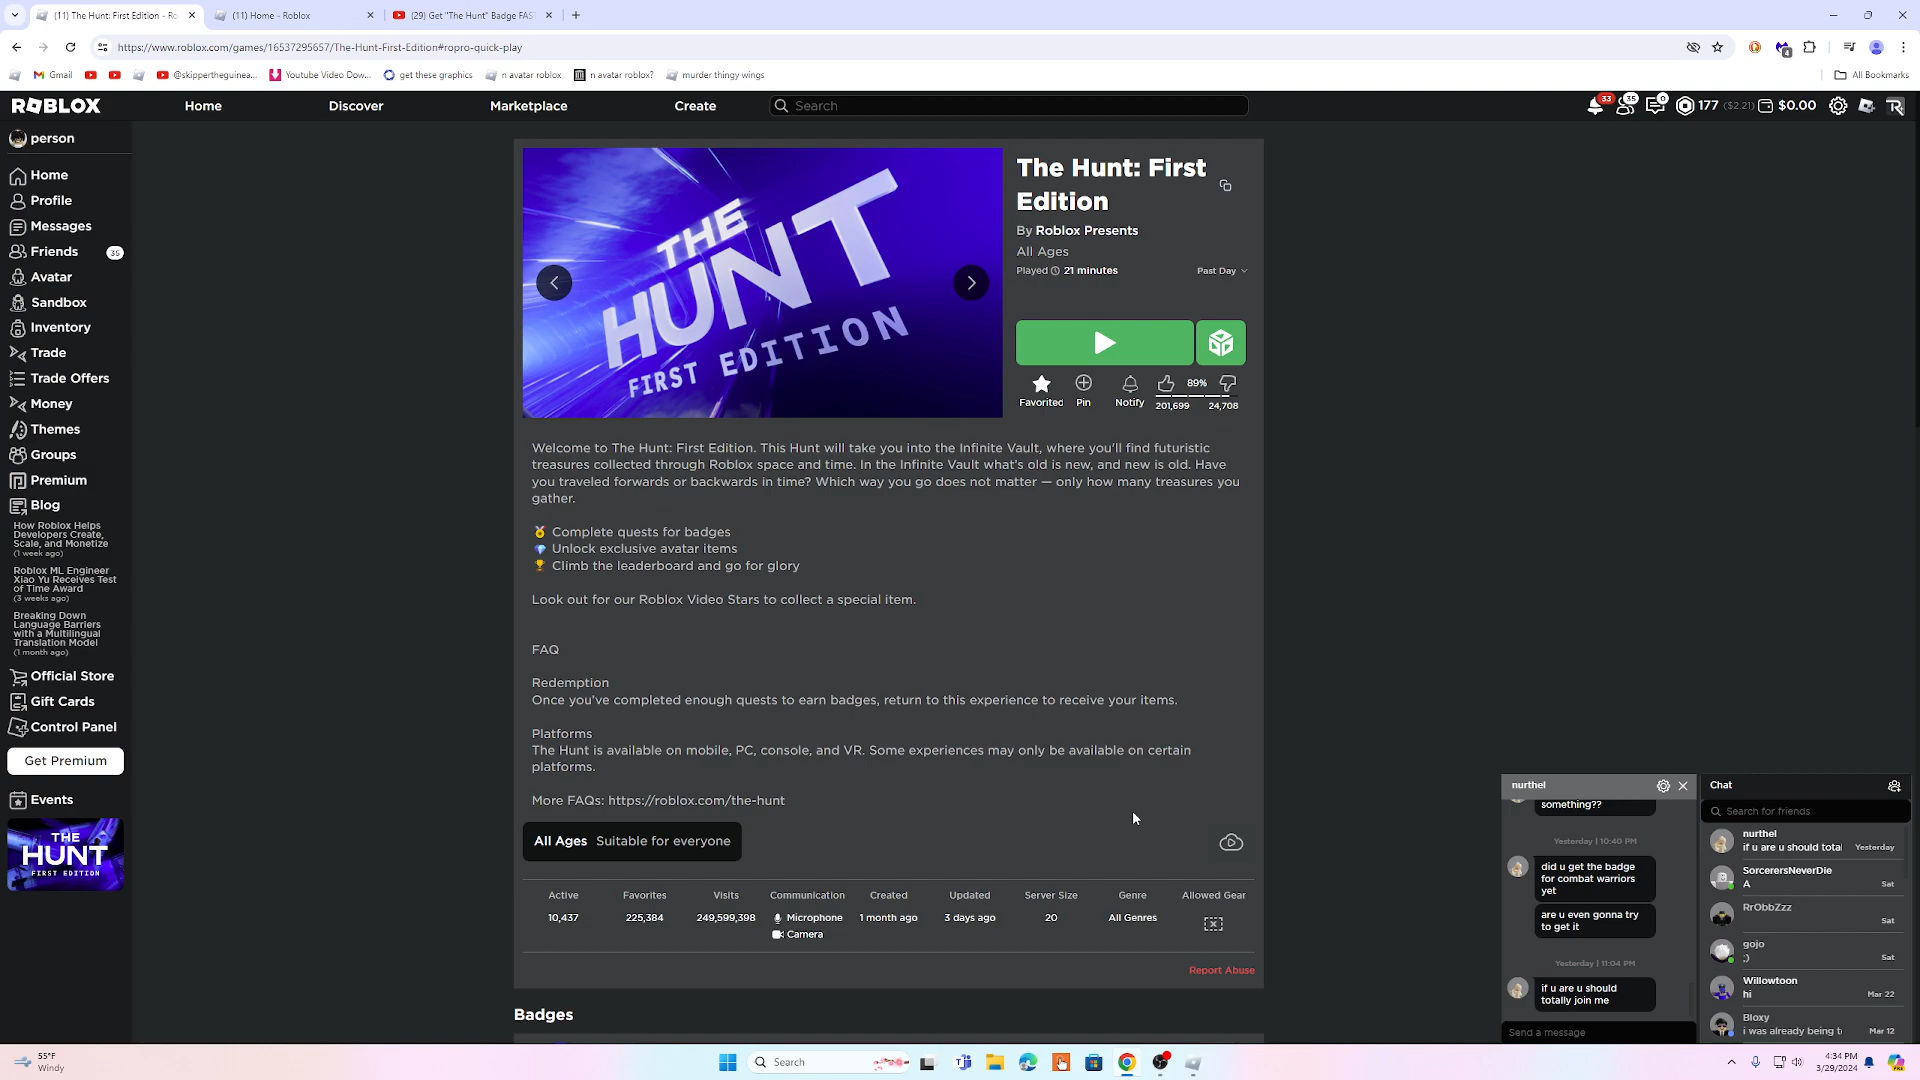 (11) The Hunt: First Edition - Ro
(11) Home - Roblox
(29) Get "The Hunt" Badge FAS
https://www.roblox.com/games/16537295657/The-Hunt-First-Edition#ropro-quick-play
4
Gmail
@skippertheguinea...
Youtube Video Dow...
get these graphics
n avatar roblox
n avatar roblox?
murder thingy wings
All Bookmarks
ROBLOX
Home
Discover
Marketplace
Create
Search
33
35
0
177
($2.21)
$0.00
person
Home
Profile
Messages
Friends
35
Avatar
Sandbox
Inventory
Trade
Trade Offers
Money
Themes
Groups
Premium
Blog
How Roblox Helps
Developers Create,
Scale, and Monetize
(1 week ago)
Roblox ML Engineer
Xiao Yu Receives Test
of Time Award
(3 weeks ago)
Breaking Down
Language Barriers
with a Multilingual
Translation Model
(1 month ago)
Official Store
Gift Cards
Control Panel
Get Premium
Events
THE
HUNT
FIRST EDITION
THE
HUNT
FIRST EDITION
The Hunt: First
Edition
By Roblox Presents
All Ages
Played 21 minutes
Past Day
Favorited
Pin
Notify
89%
201,699
24,708
Welcome to The Hunt: First Edition. This Hunt will take you into the Infinite Vault, where you'll find futuristic
treasures collected through Roblox space and time. In the Infinite Vault what's old is new, and new is old. Have
you traveled forwards or backwards in time? Which way you go does not matter — only how many treasures you
gather.
🏅 Complete quests for badges
💎 Unlock exclusive avatar items
🏆 Climb the leaderboard and go for glory
Look out for our Roblox Video Stars to collect a special item.
FAQ
Redemption
Once you've completed enough quests to earn badges, return to this experience to receive your items.
Platforms
The Hunt is available on mobile, PC, console, and VR. Some experiences may only be available on certain
platforms.
More FAQs: https://roblox.com/the-hunt
All Ages Suitable for everyone
Active
Favorites
Visits
Communication
Created
Updated
Server Size
Genre
Allowed Gear
10,437
225,384
249,599,398
Microphone
Camera
1 month ago
3 days ago
20
All Genres
Report Abuse
Badges
nurthel
something??
Yesterday | 10:40 PM
did u get the badge
for combat warriors
yet
are u even gonna try
to get it
Yesterday | 11:04 PM
if u are u should
totally join me
Send a message
Chat
Search for friends
nurthel
if u are u should total
Yesterday
SorcerersNeverDie
A
Sat
RrObbZzz
Sat
gojo
;)
Sat
Willowtoon
hi
Mar 22
Bloxy
i was already being t
Mar 12
55°F
Windy
Search
4:34 PM
3/29/2024